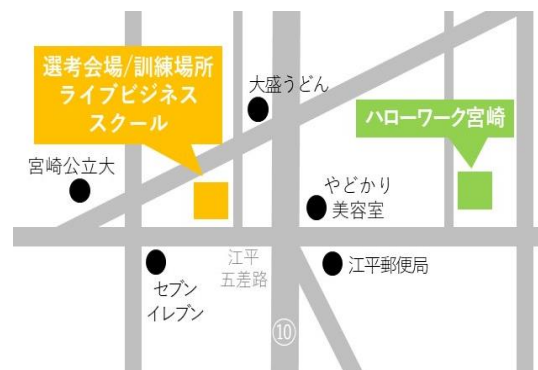 選考会場/訓練場所
ライブビジネス
スクール
大盛うどん
ハローワーク宮崎
宮崎公立大
やどかり
美容室
江平
五差路
江平郵便局
セブン
イレブン
⑩